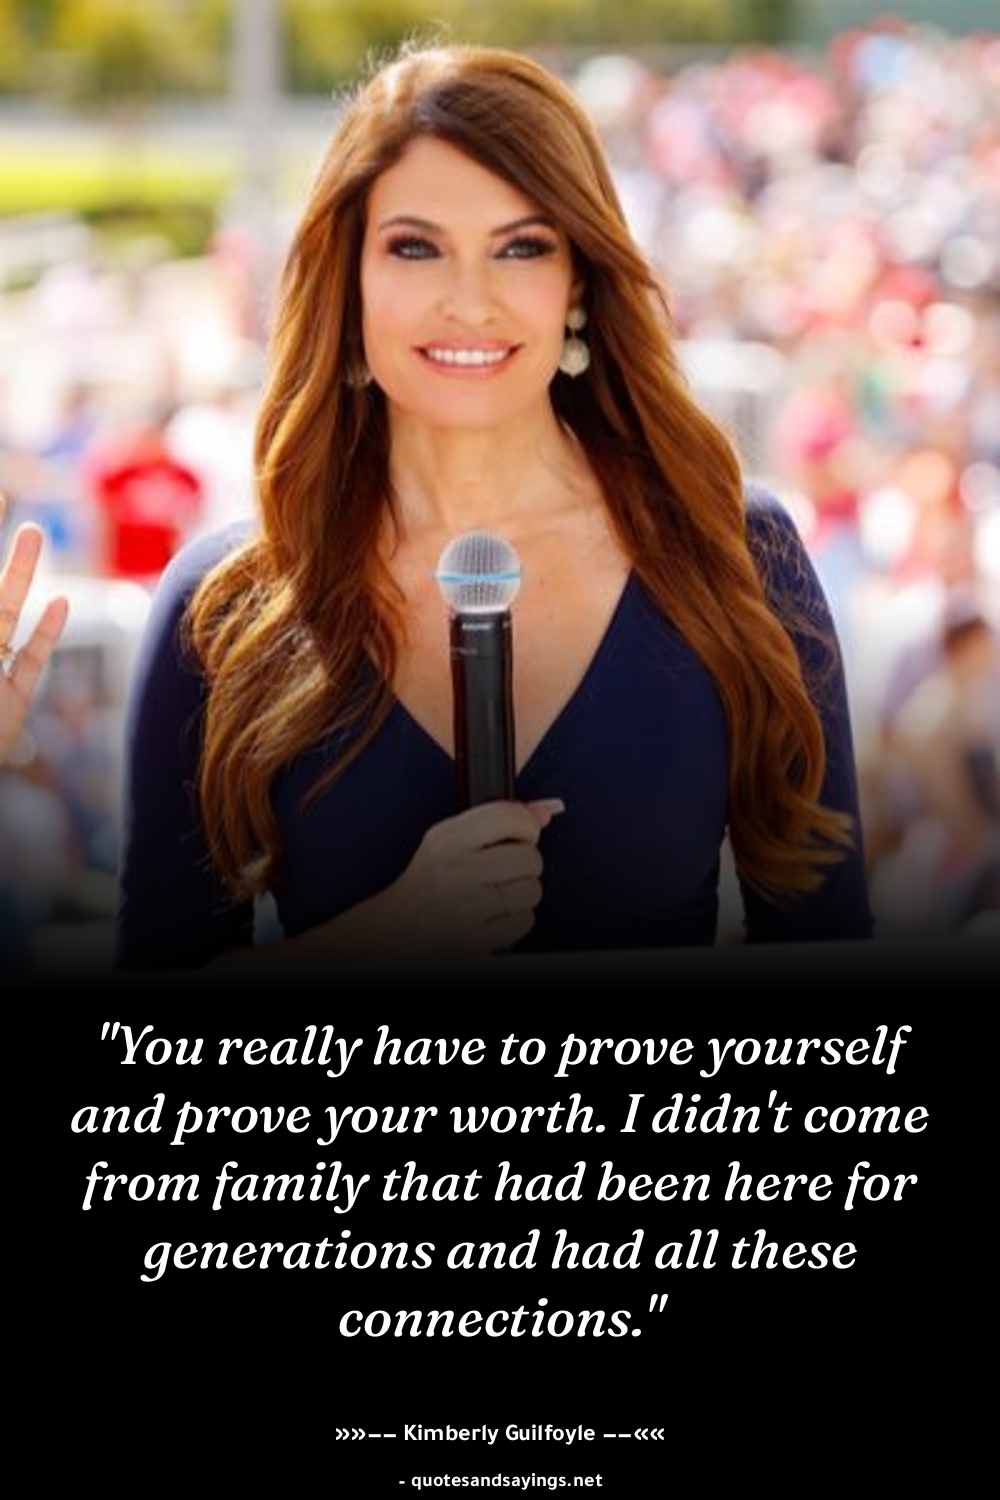 "You really have to prove yourself
and prove your worth. I didn't come
from family that had been here for
generations and had all these
connections."
»»–– Kimberly Guilfoyle ––««
- quotesandsayings.net